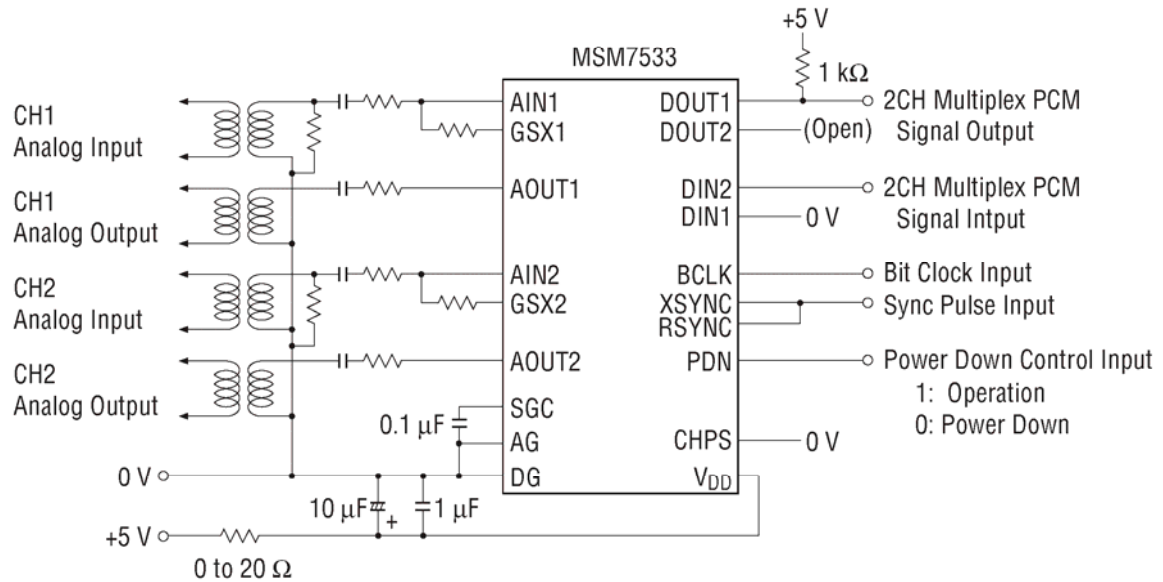 +5 V
MSM7533
1 kΩ
CH1
Analog Input
CH1
Analog Output
CH2
Analog Input
CH2
Analog Output
AIN1
GSX1
AOUT1
AIN2
GSX2
AOUT2
SGC
AG
DG
DOUT1
DOUT2
DIN2
DIN1
BCLK
XSYNC
RSYNC
PDN
CHPS
VDD
2CH Multiplex PCM
Signal Output
(Open)
2CH Multiplex PCM
Signal Intput
0 V
Bit Clock Input
Sync Pulse Input
Power Down Control Input
1: Operation
0: Power Down
0 V
0.1 μF
0 V
10 μF
+
1 μF
+5 V
0 to 20 Ω